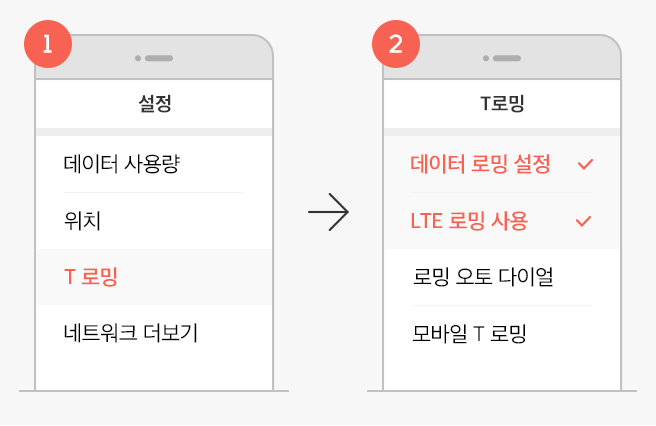 1
설정
데이터 사용량
위치
T 로밍
네트워크 더보기
2
T로밍
데이터 로밍 설정
LTE 로밍 사용
로밍 오토 다이얼
모바일 T 로밍